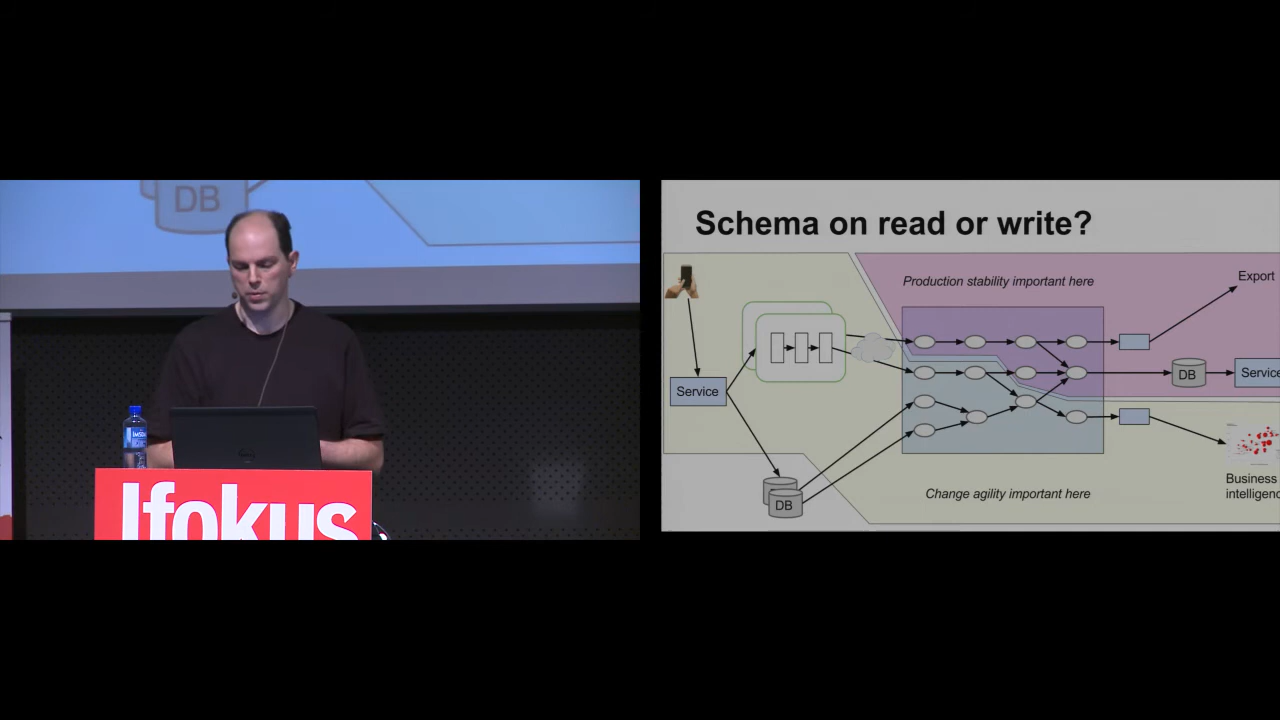 DB
Jfokus
Schema on read or write?
Production stability important here
Export
Service
DB
Service
DB
Change agility important here
Business